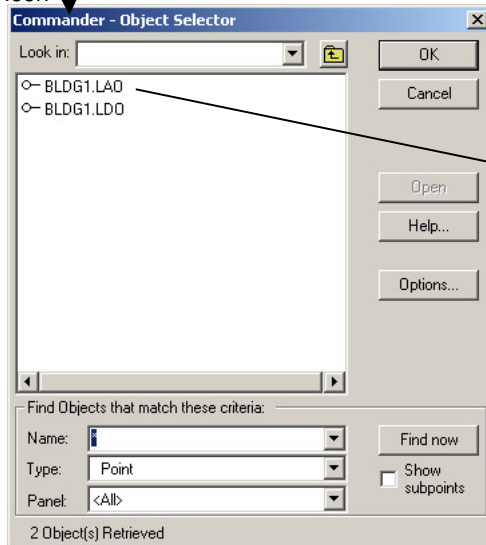 Commander - Object Selector
Look in:
OK
BLDG1.LAO
Cancel
BLDG1.LDO
Open
Help...
Options...
Find Objects that match these criteria:
Name: *
Find now
Type: Point
Show
subpoints
Panel: <All>
2 Object(s) Retrieved